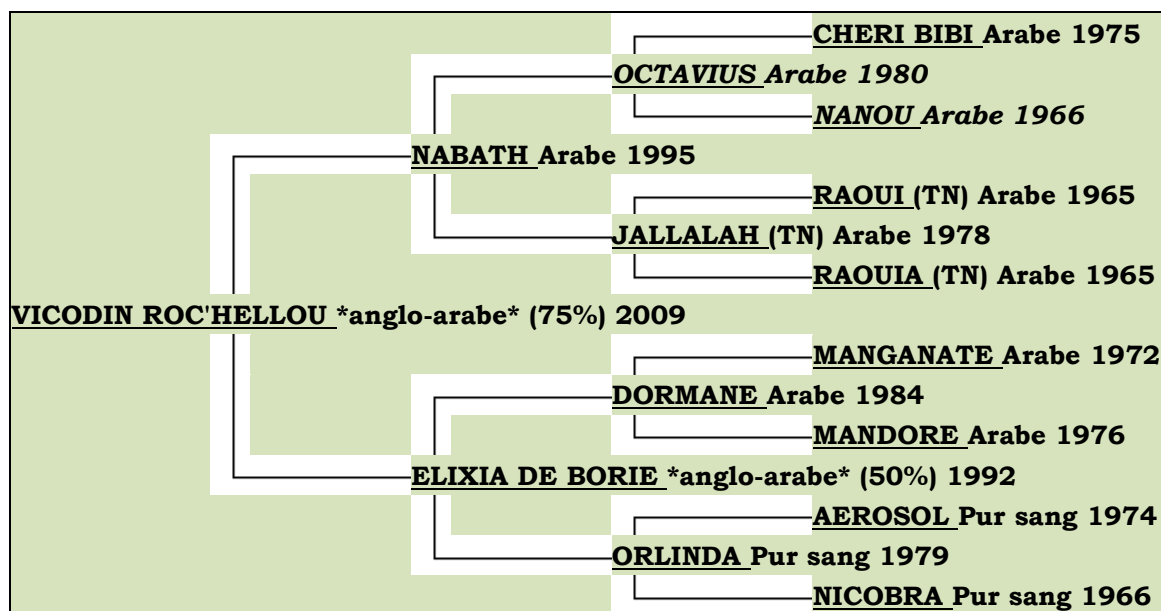 CHERI BIBI Arabe 1975
OCTAVIUS Arabe 1980
NANOU Arabe 1966
NABATH Arabe 1995
RAOUI (TN) Arabe 1965
JALLALAH (TN) Arabe 1978
RAOUIA (TN) Arabe 1965
VICODIN ROC'HELLOU *anglo-arabe* (75%) 2009
MANGANATE Arabe 1972
DORMANE Arabe 1984
MANDORE Arabe 1976
ELIXIA DE BORIE *anglo-arabe* (50%) 1992
AEROSOL Pur sang 1974
ORLINDA Pur sang 1979
NICOBRA Pur sang 1966